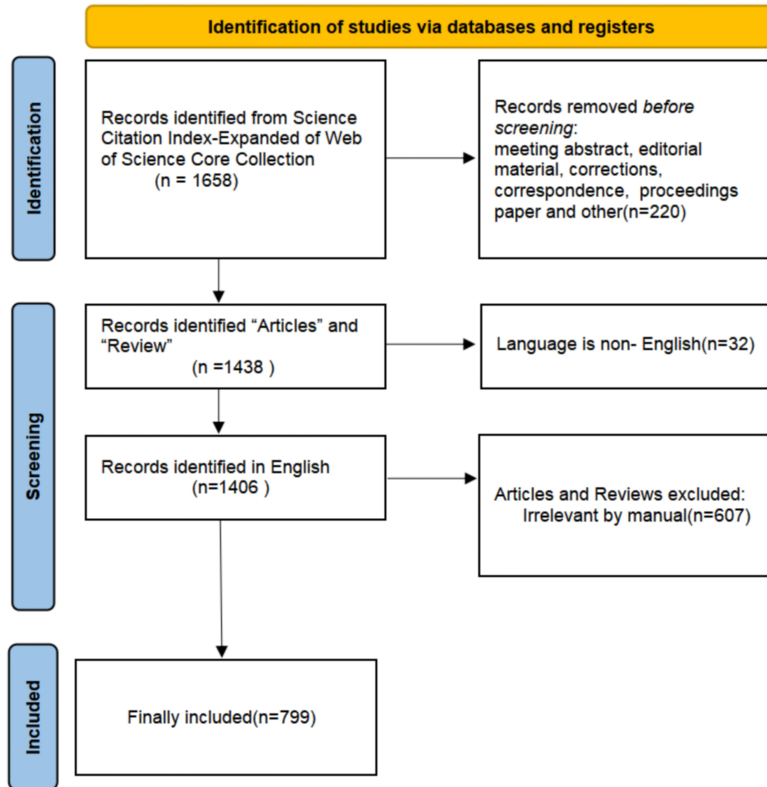 Identification of studies via databases and registers
Identification
Records identified from Science
Citation Index-Expanded of Web
of Science Core Collection
(n = 1658)
Records removed before
screening:
meeting abstract, editorial
material, corrections,
correspondence, proceedings
paper and other(n=220)
Screening
Records identified “Articles” and
“Review”
(n =1438 )
Language is non- English(n=32)
Records identified in English
(n=1406 )
Articles and Reviews excluded:
Irrelevant by manual(n=607)
Included
Finally included(n=799)